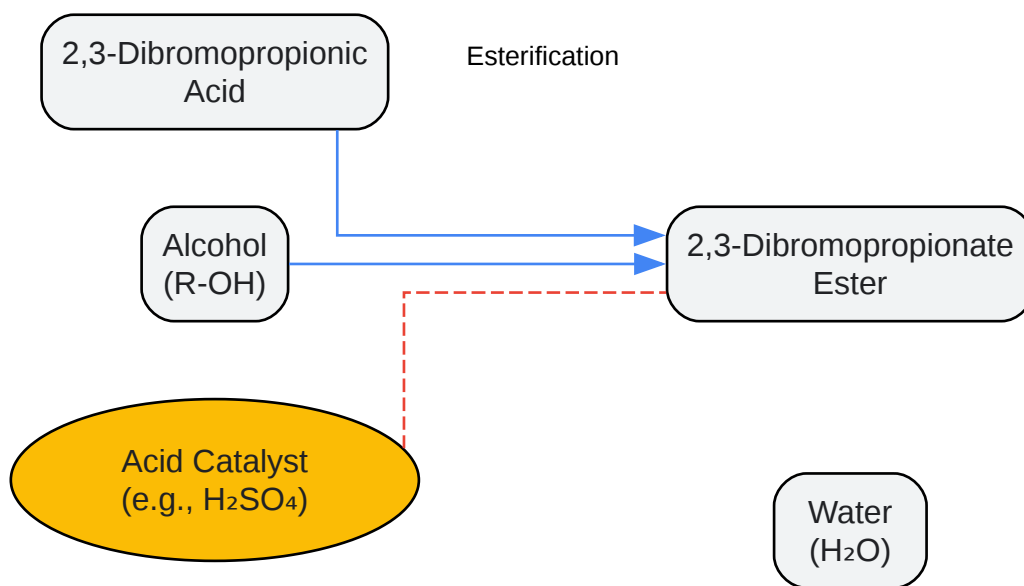 2,3-Dibromopropionic
Acid
Esterification
Alcohol
(R-OH)
2,3-Dibromopropionate
Ester
Acid Catalyst
(e.g., H₂SO₄)
Water
(H₂O)